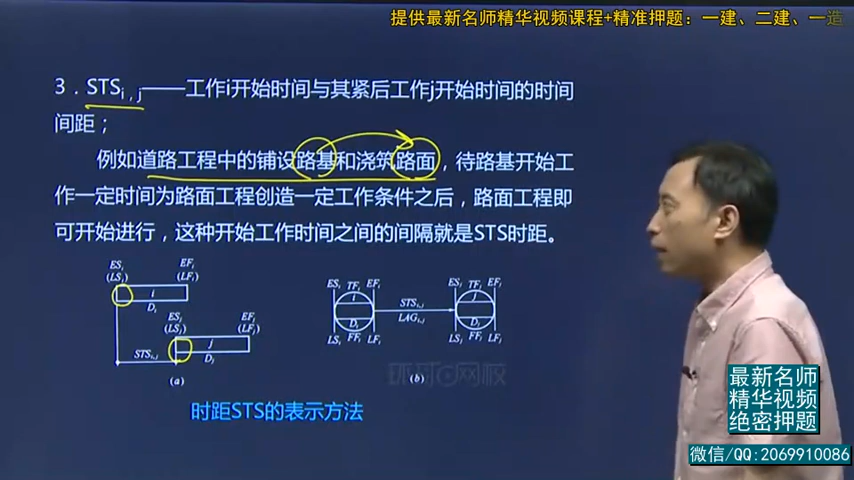 提供最新名师精华视频课程+精准押题：一建、二建、一造
3．STSi，j——工作i开始时间与其紧后工作j开始时间的时间
间距；
例如道路工程中的铺设路基和浇筑路面，待路基开始工
作一定时间为路面工程创造一定工作条件之后，路面工程即
可开始进行，这种开始工作时间之间的间隔就是STS时距。
ESi EFi
(LSi) (LFi)
i
Di
ESj EFj
(LSj) (LFj)
j
Dj
STSi,j
(a)
ESi TFi EFi
i
Di
LSi FFi LFi
STSi,j
LAGi,j
ESj TFj EFj
j
Dj
LSj FFj LFj
(b)
环球网校
时距STS的表示方法
最新名师
精华视频
绝密押题
微信/QQ:2069910086